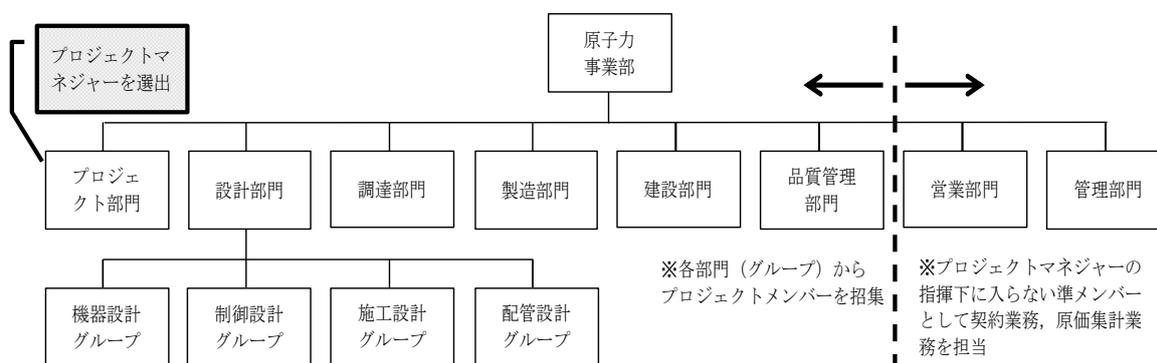 プロジェクトマ
ネジャーを選出
原子力
事業部
プロジェ
クト部門
設計部門
調達部門
製造部門
建設部門
品質管理
部門
営業部門
管理部門
機器設計
グループ
制御設計
グループ
施工設計
グループ
配管設計
グループ
※各部門（グループ）から
プロジェクトメンバーを招集
※プロジェクトマネジャーの
指揮下に入らない準メンバー
として契約業務，原価集計業
務を担当